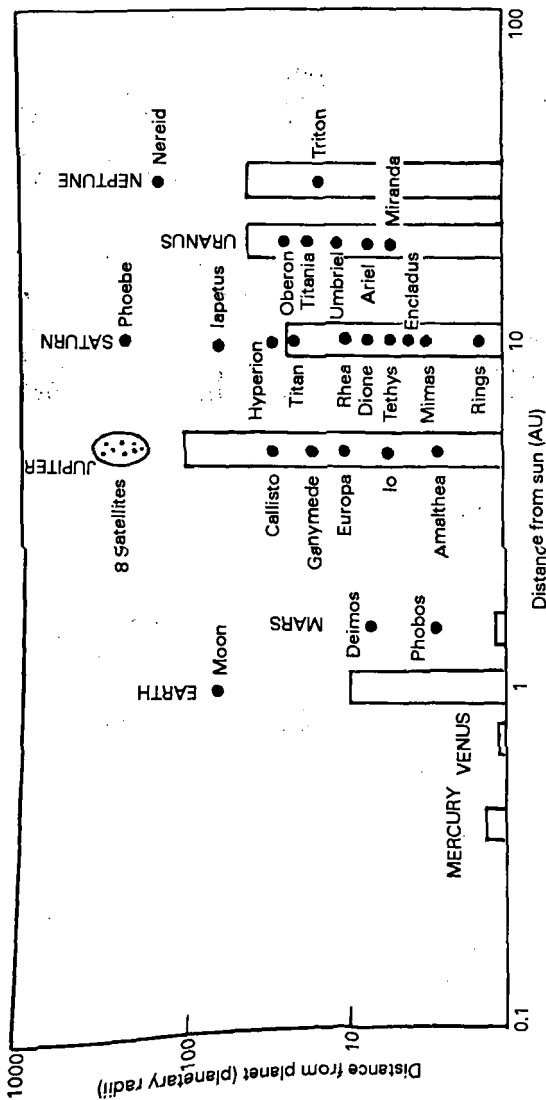 1000
100
10
Distance from planet (planetary radii)
0.1
1
10
100
Distance from sun (AU)
MERCURY
VENUS
EARTH
Moon
MARS
Deimos
Phobos
JUPITER
8 Satellites
Callisto
Ganymede
Europa
Io
Amalthea
SATURN
Phoebe
Iapetus
Hyperion
Titan
Rhea
Dione
Tethys
Encladus
Mimas
Rings
URANUS
Oberon
Titania
Umbriel
Ariel
Miranda
NEPTUNE
Nereid
Triton